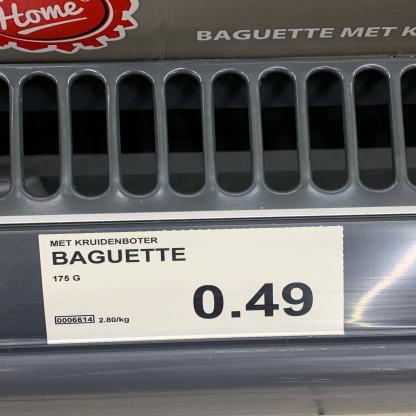 Home
BAGUETTE MET K
MET KRUIDENBOTER
BAGUETTE
175 G
0.49
0006614 2.80/kg